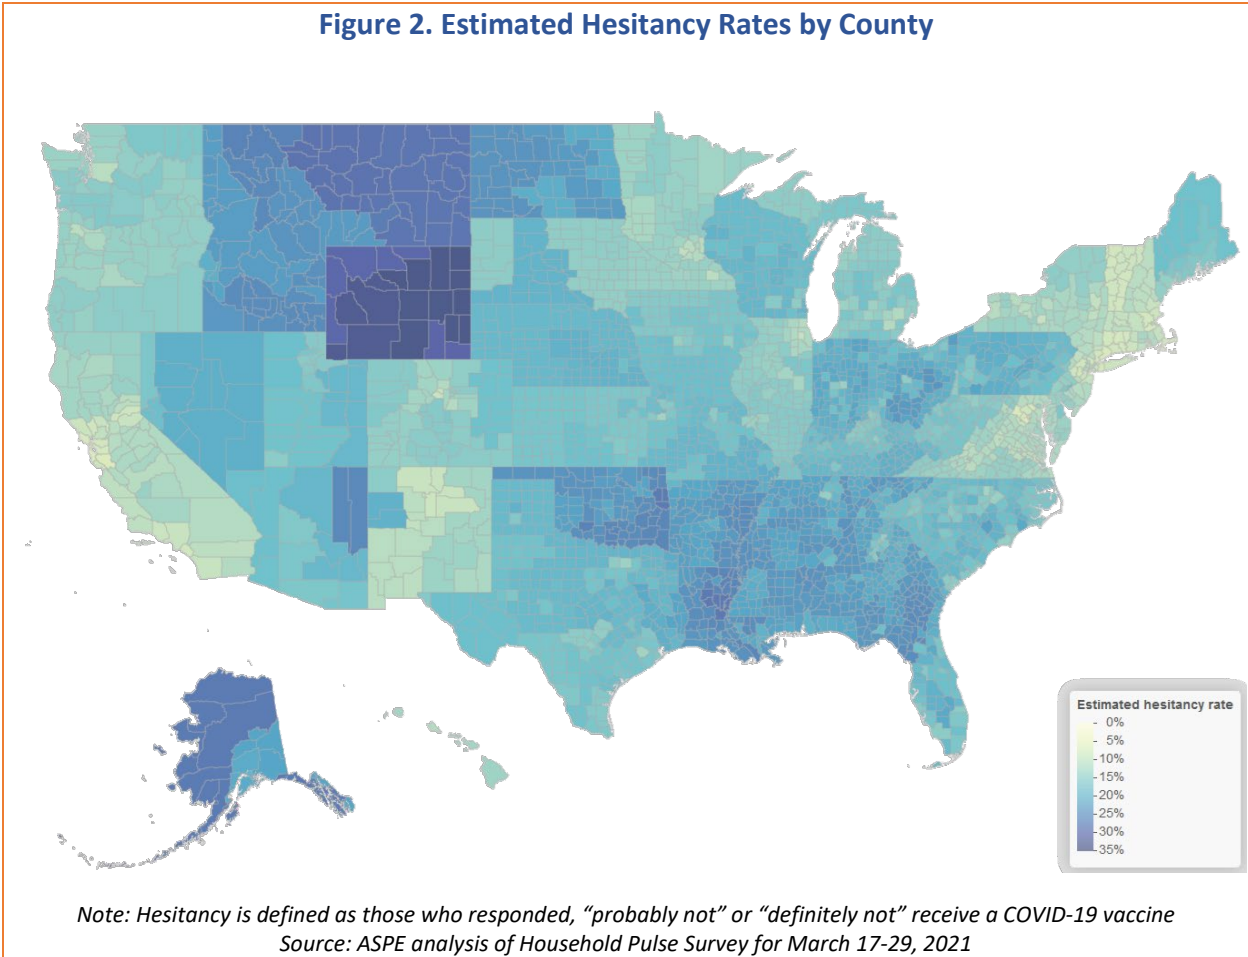 Figure 2. Estimated Hesitancy Rates by County
Estimated hesitancy rate
0%
5%
10%
15%
20%
25%
30%
35%
Note: Hesitancy is defined as those who responded, “probably not” or “definitely not” receive a COVID-19 vaccine
Source: ASPE analysis of Household Pulse Survey for March 17-29, 2021